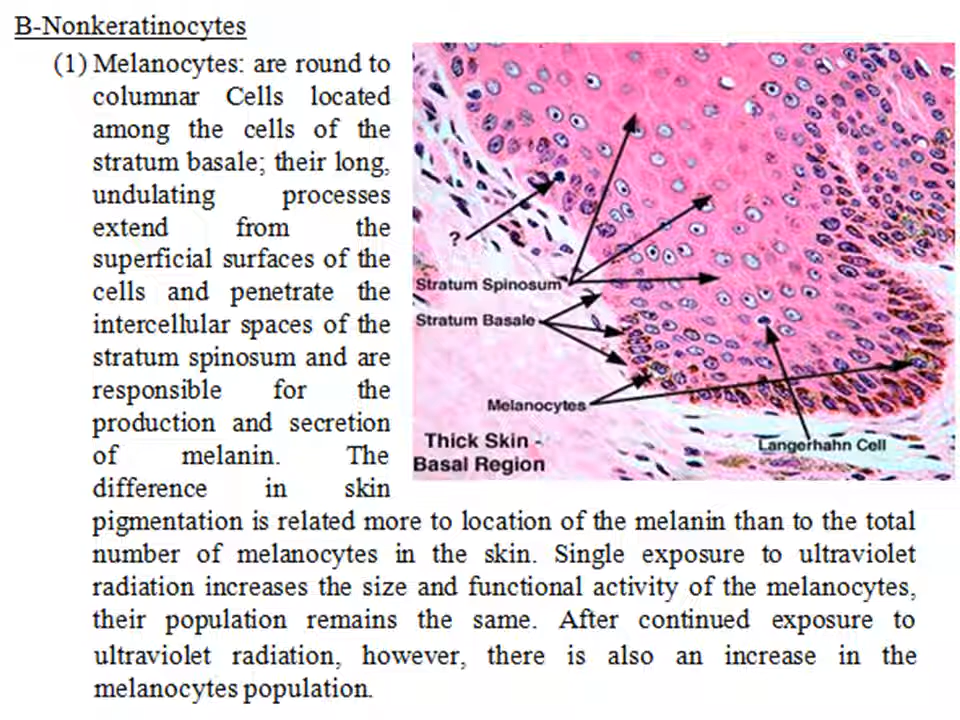 B-Nonkeratinocytes
(1) Melanocytes: are round to
columnar Cells located
among the cells of the
stratum basale; their long,
undulating processes
extend from the
superficial surfaces of the
cells and penetrate the
intercellular spaces of the
stratum spinosum and are
responsible for the
production and secretion
of melanin. The
difference in skin
pigmentation is related more to location of the melanin than to the total
number of melanocytes in the skin. Single exposure to ultraviolet
radiation increases the size and functional activity of the melanocytes,
their population remains the same. After continued exposure to
ultraviolet radiation, however, there is also an increase in the
melanocytes population.
?
Stratum Spinosum
Stratum Basale
Melanocytes
Langerhahn Cell
Thick Skin -
Basal Region